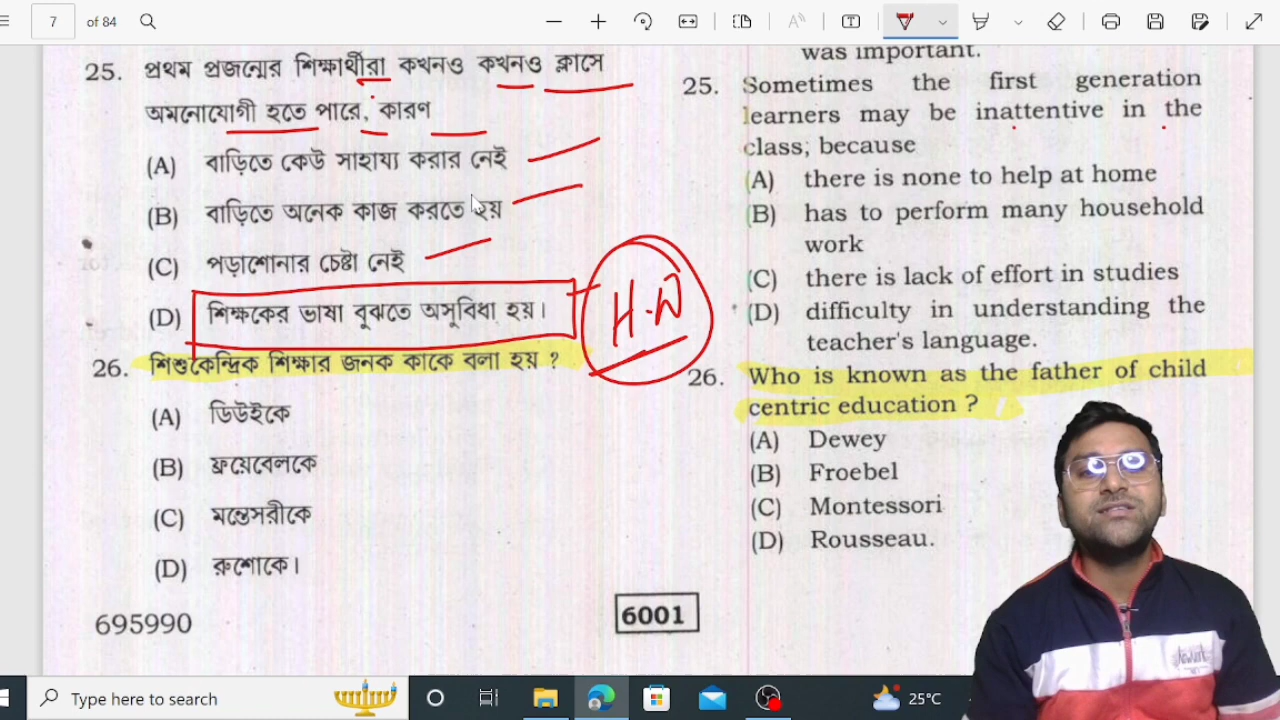 7 of 84
25. প্রথম প্রজন্মের শিক্ষার্থীরা কখনও কখনও ক্লাসে
অমনোযোগী হতে পারে, কারণ
(A) বাড়িতে কেউ সাহায্য করার নেই
(B) বাড়িতে অনেক কাজ করতে হয়
(C) পড়াশোনার চেষ্টা নেই
(D) শিক্ষকের ভাষা বুঝতে অসুবিধা হয়।
H.W
26. শিশুকেন্দ্রিক শিক্ষার জনক কাকে বলা হয় ?
(A) ডিউইকে
(B) ফ্রয়েবেলকে
(C) মন্তেসরীকে
(D) রুশোকে।
695990
6001
was important.
25. Sometimes the first generation
learners may be inattentive in the
class, because
(A) there is none to help at home
(B) has to perform many household
work
(C) there is lack of effort in studies
(D) difficulty in understanding the
teacher's language.
26. Who is known as the father of child
centric education ?
(A) Dewey
(B) Froebel
(C) Montessori
(D) Rousseau.
Type here to search
25°C